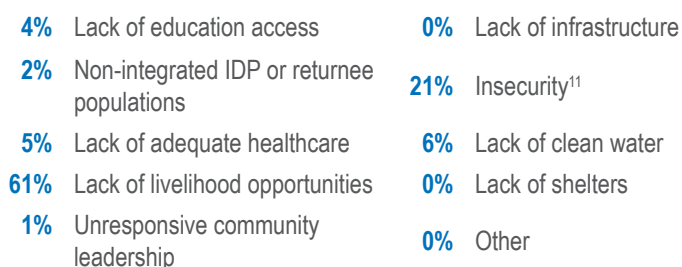 4% Lack of education access
2% Non-integrated IDP or returnee
populations
5% Lack of adequate healthcare
61% Lack of livelihood opportunities
1% Unresponsive community
leadership
0% Lack of infrastructure
21% Insecurity11
6% Lack of clean water
0% Lack of shelters
0% Other